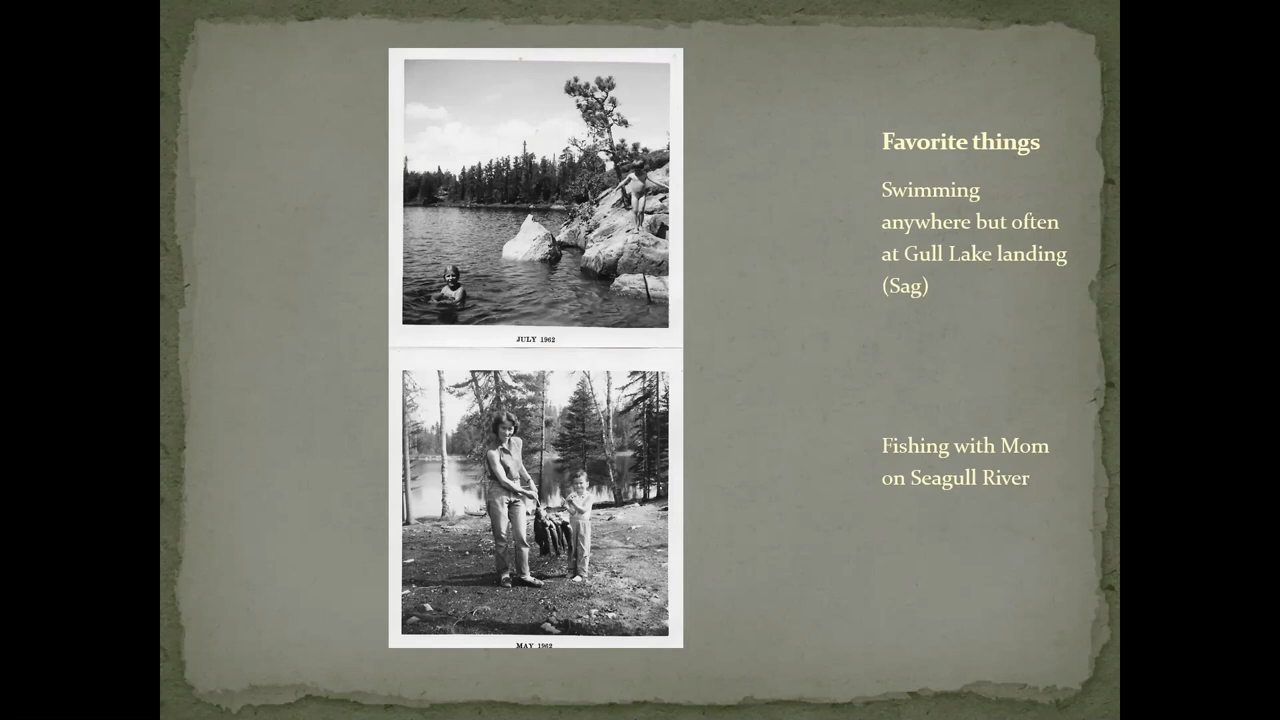 Favorite things
Swimming
anywhere but often
at Gull Lake landing
(Sag)
JULY 1962
Fishing with Mom
on Seagull River
MAY 1962